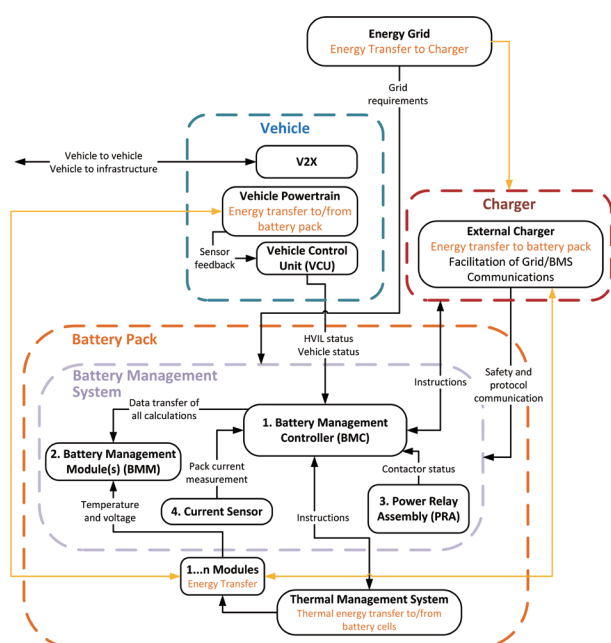 Energy Grid
Energy Transfer to Charger
Grid
requirements
Vehicle
Vehicle to vehicle
Vehicle to infrastructure
V2X
Vehicle Powertrain
Energy transfer to/from
battery pack
Sensor
feedback
Vehicle Control
Unit (VCU)
Charger
External Charger
Energy transfer to battery pack
Facilitation of Grid/BMS
Communications
Battery Pack
HVIL status
Vehicle status
Battery Management
System
Instructions
Safety and
protocol
communication
Data transfer of
all calculations
1. Battery Management
Controller (BMC)
2. Battery Management
Module(s) (BMM)
Pack current
measurement
Contactor status
4. Current Sensor
3. Power Relay
Assembly (PRA)
Temperature
and voltage
Instructions
1...n Modules
Energy Transfer
Thermal Management System
Thermal energy transfer to/from
battery cells